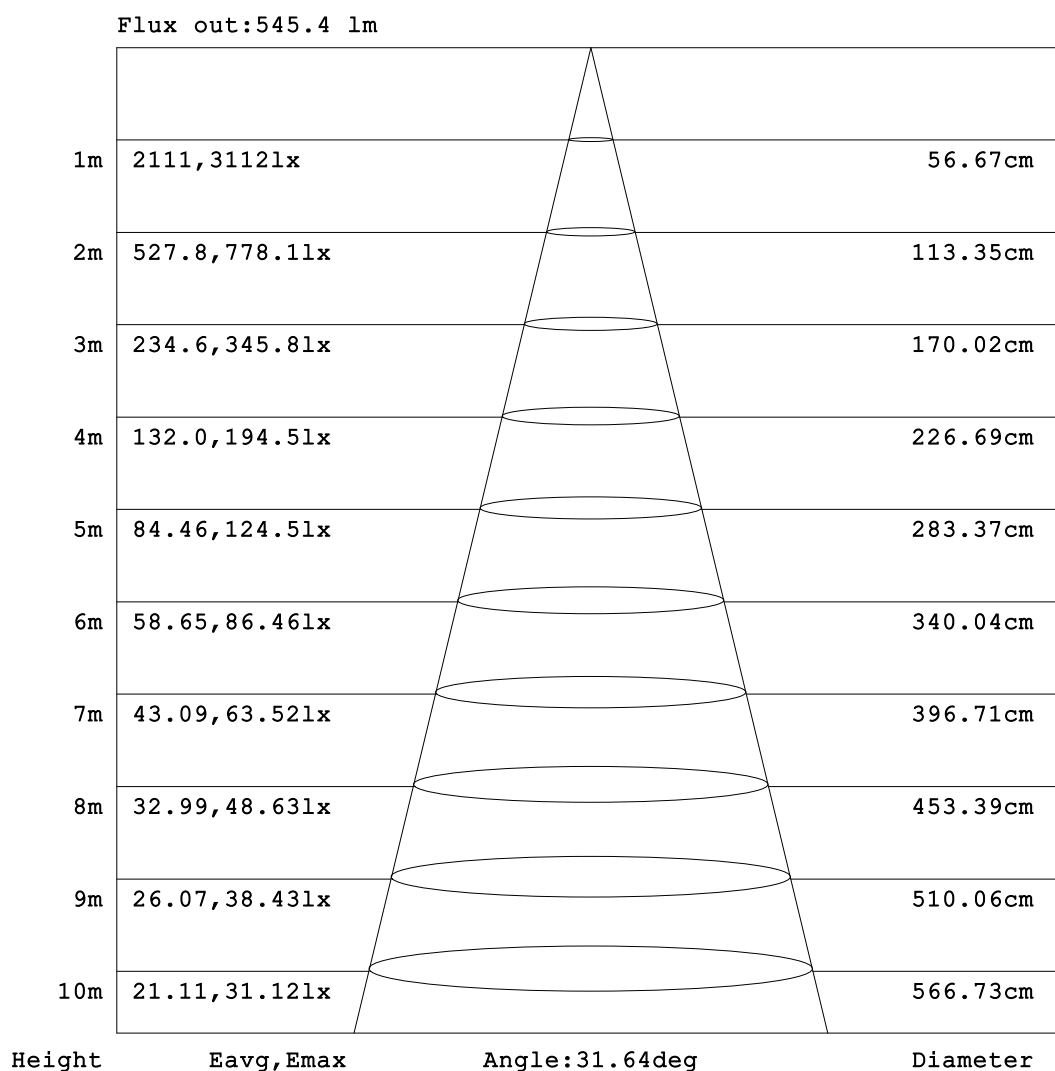 Flux out:545.4 lm
1m 2111,3112lx 56.67cm
2m 527.8,778.1lx 113.35cm
3m 234.6,345.8lx 170.02cm
4m 132.0,194.5lx 226.69cm
5m 84.46,124.5lx 283.37cm
6m 58.65,86.46lx 340.04cm
7m 43.09,63.52lx 396.71cm
8m 32.99,48.63lx 453.39cm
9m 26.07,38.43lx 510.06cm
10m 21.11,31.12lx 566.73cm
Height Eavg,Emax Angle:31.64deg Diameter